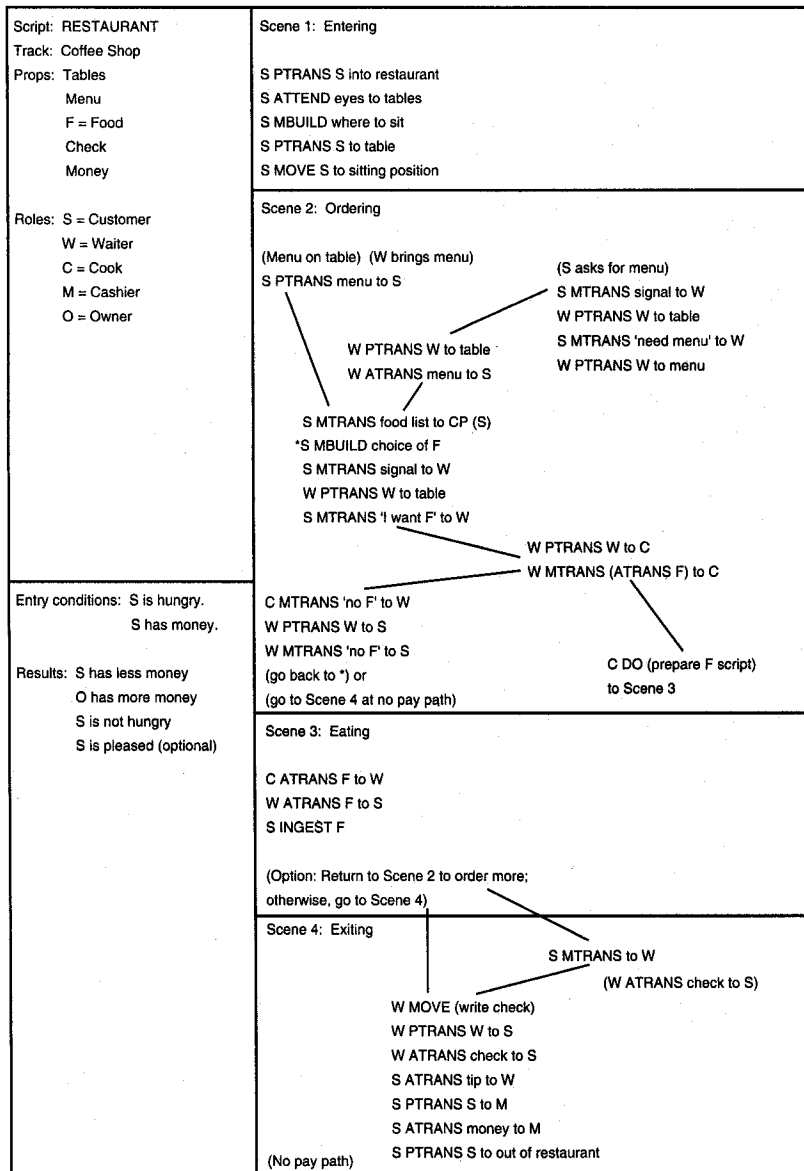 Script: RESTAURANT
Track: Coffee Shop
Props: Tables
Menu
F = Food
Check
Money
Roles: S = Customer
W = Waiter
C = Cook
M = Cashier
O = Owner
Entry conditions: S is hungry.
S has money.
Results: S has less money
O has more money
S is not hungry
S is pleased (optional)
Scene 1: Entering
S PTRANS S into restaurant
S ATTEND eyes to tables
S MBUILD where to sit
S PTRANS S to table
S MOVE S to sitting position
Scene 2: Ordering
(Menu on table) (W brings menu)
S PTRANS menu to S
(S asks for menu)
S MTRANS signal to W
W PTRANS W to table
S MTRANS 'need menu' to W
W PTRANS W to menu
W PTRANS W to table
W ATRANS menu to S
S MTRANS food list to CP (S)
*S MBUILD choice of F
S MTRANS signal to W
W PTRANS W to table
S MTRANS 'I want F' to W
W PTRANS W to C
W MTRANS (ATRANS F) to C
C MTRANS 'no F' to W
W PTRANS W to S
W MTRANS 'no F' to S
(go back to *) or
(go to Scene 4 at no pay path)
C DO (prepare F script)
to Scene 3
Scene 3: Eating
C ATRANS F to W
W ATRANS F to S
S INGEST F
(Option: Return to Scene 2 to order more;
otherwise, go to Scene 4)
Scene 4: Exiting
S MTRANS to W
(W ATRANS check to S)
W MOVE (write check)
W PTRANS W to S
W ATRANS check to S
S ATRANS tip to W
S PTRANS S to M
S ATRANS money to M
(No pay path) S PTRANS S to out of restaurant